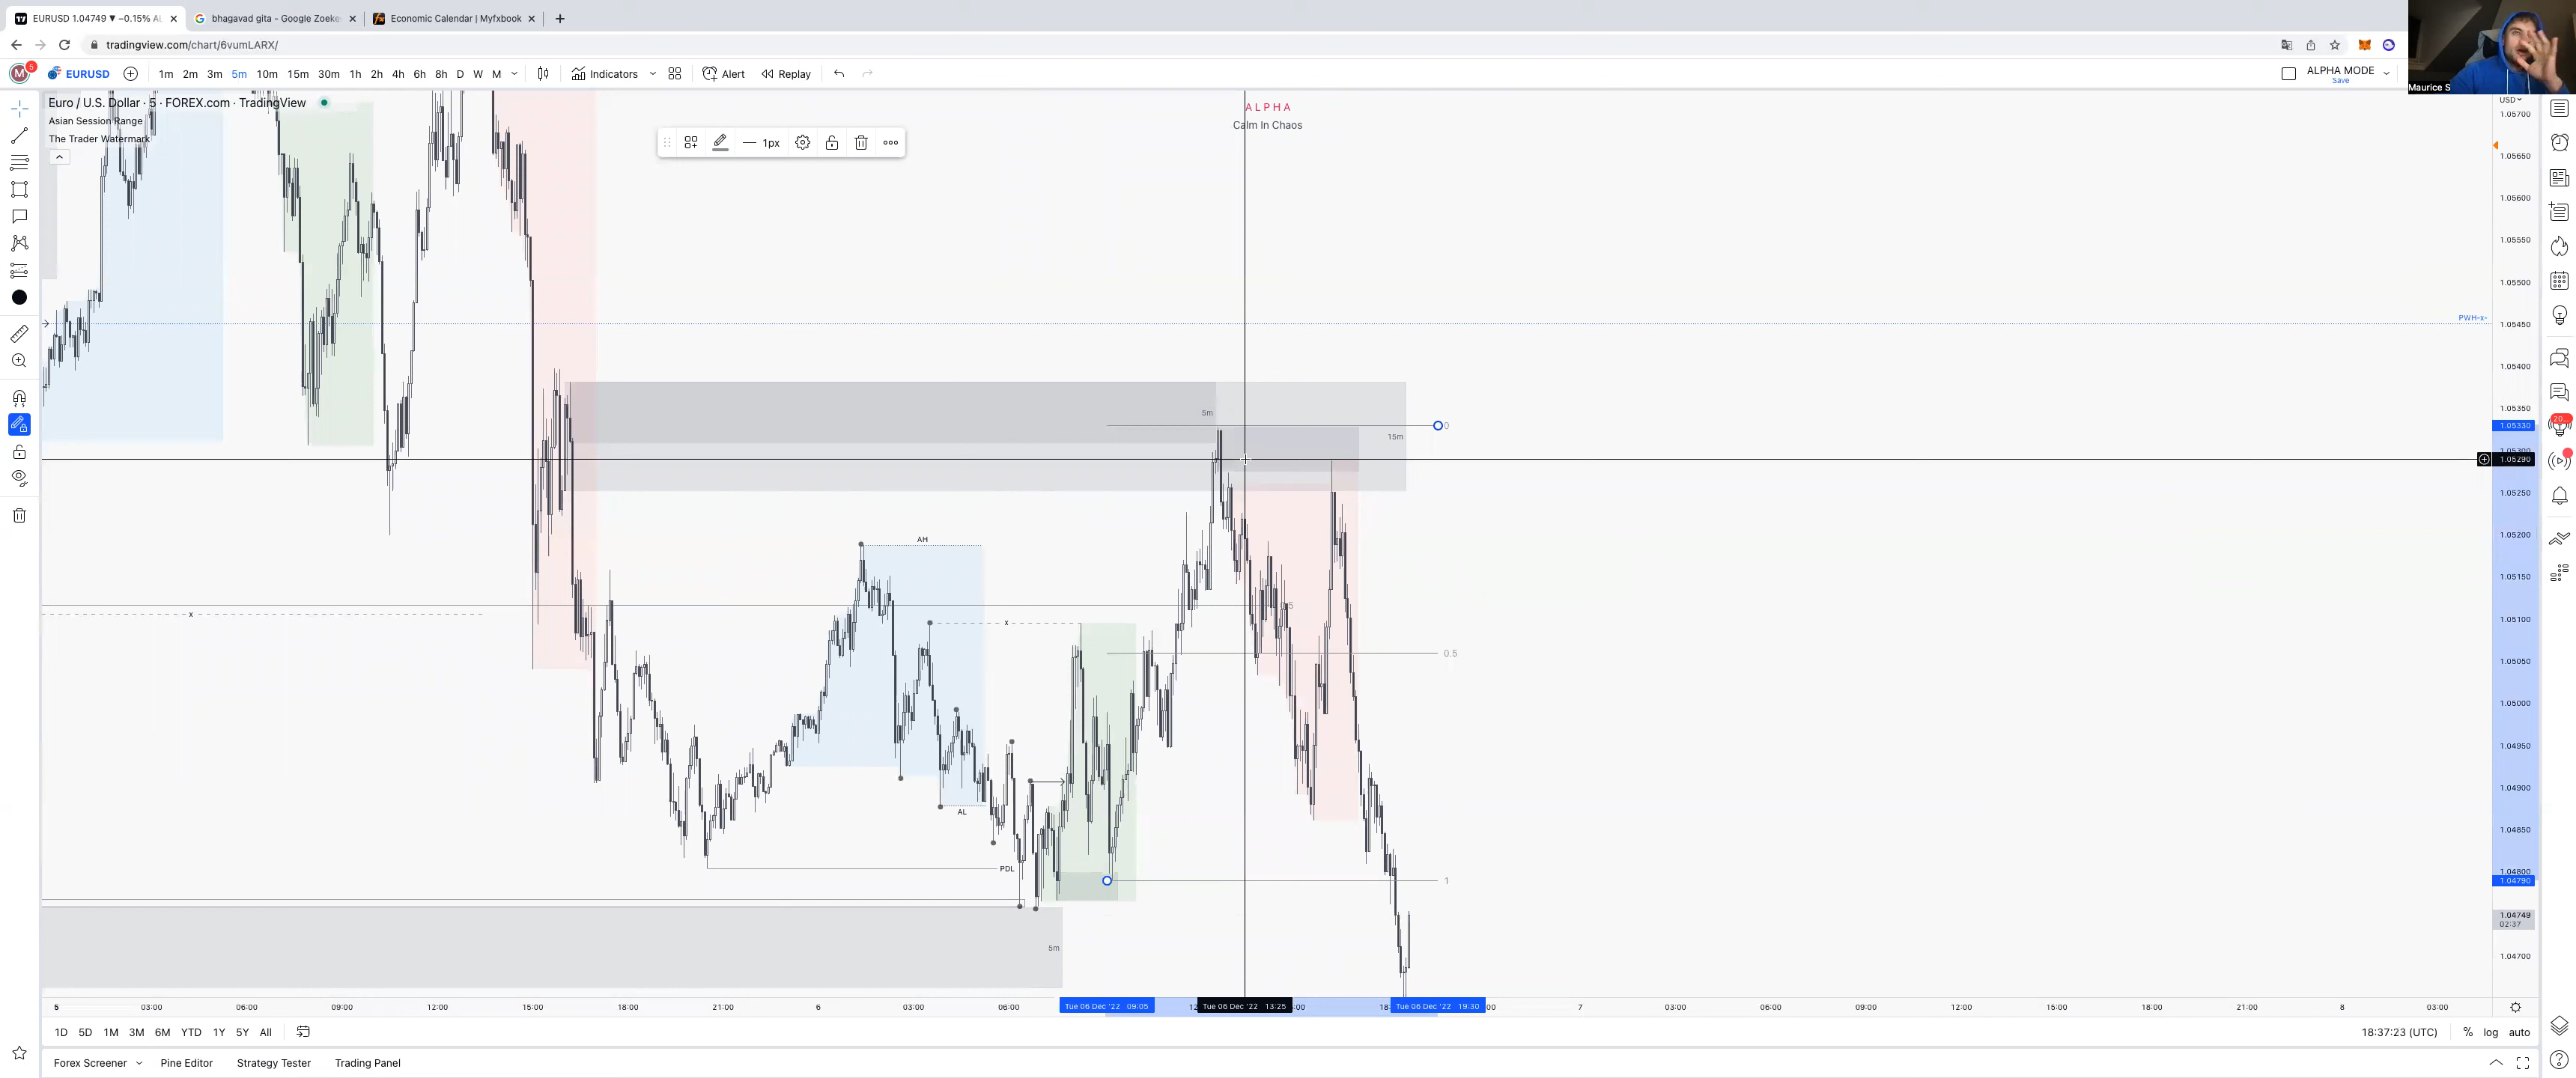 EURUSD 1.04749 ▼ −0.15% AL
bhagavad gita - Google Zoeke
Economic Calendar | Myfxbook
tradingview.com/chart/6vumLARX/
M 5 EURUSD 1m 2m 3m 5m 10m 15m 30m 1h 2h 4h 6h 8h D W M Indicators Alert Replay ALPHA MODE
Save
Maurice S
Euro / U.S. Dollar · 5 · FOREX.com · TradingView
Asian Session Range
The Trader Watermark
1px
ALPHA
Calm In Chaos
USD
1.05700
1.05650
1.05600
1.05550
1.05500
PWH-x-
1.05450
1.05400
1.05350
5m
0
1.05330
15m
1.05290
1.05250
1.05200
AH
1.05150
0.5
x
x
1.05100
0.5
1.05050
1.05000
1.04950
1.04900
AL
1.04850
PDL
1.04800
1
1.04790
1.04749
02:37
5m
1.04700
5 03:00 06:00 09:00 12:00 15:00 18:00 21:00 6 03:00 06:00 Tue 06 Dec '22 09:05 Tue 06 Dec '22 13:25 Tue 06 Dec '22 19:30 7 03:00 06:00 09:00 12:00 15:00 18:00 21:00 8 03:00
1D 5D 1M 3M 6M YTD 1Y 5Y All
18:37:23 (UTC) % log auto
Forex Screener Pine Editor Strategy Tester Trading Panel